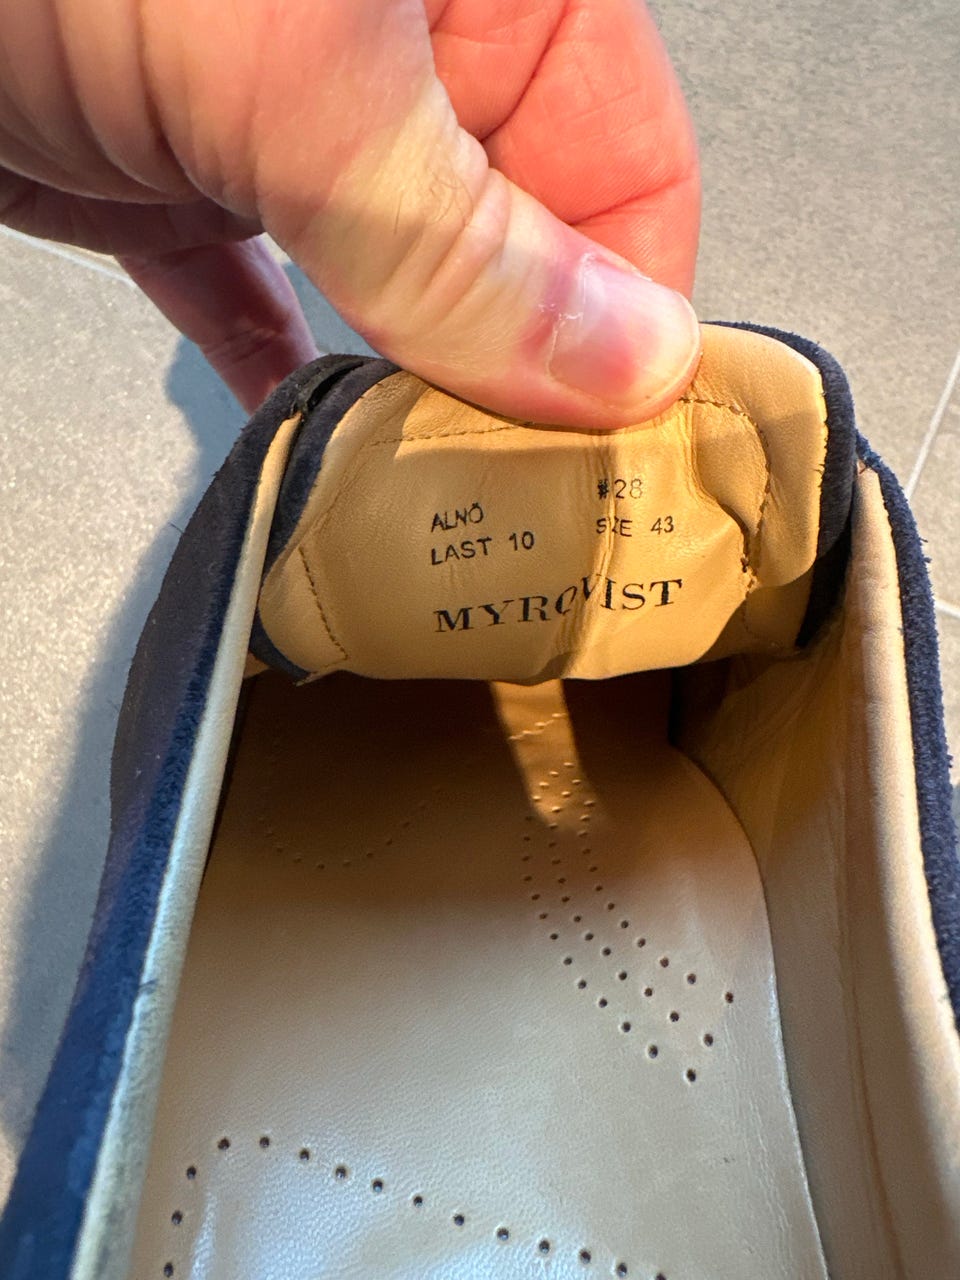 ALNÖ #28
LAST 10 SIZE 43
MYRQVIST